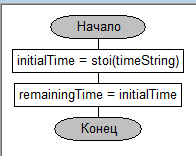 Начало
initialTime = stoi(timeString)
remainingTime = initialTime
Конец